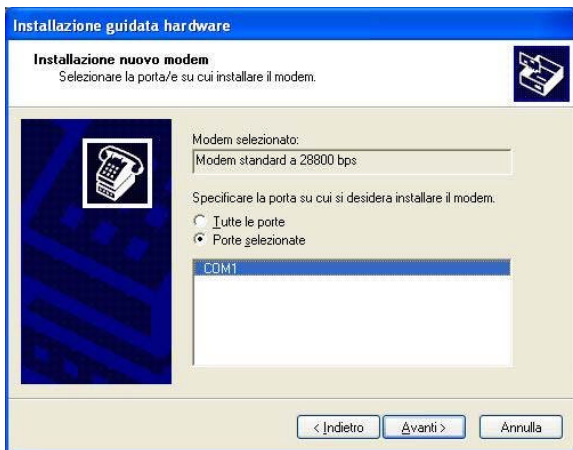 Installazione guidata hardware
Installazione nuovo modem
Selezionare la porta/e su cui installare il modem.
Modem selezionato:
Modem standard a 28800 bps
Specificare la porta su cui si desidera installare il modem.
Tutte le porte
Porte selezionate
COM1
< Indietro
Avanti >
Annulla